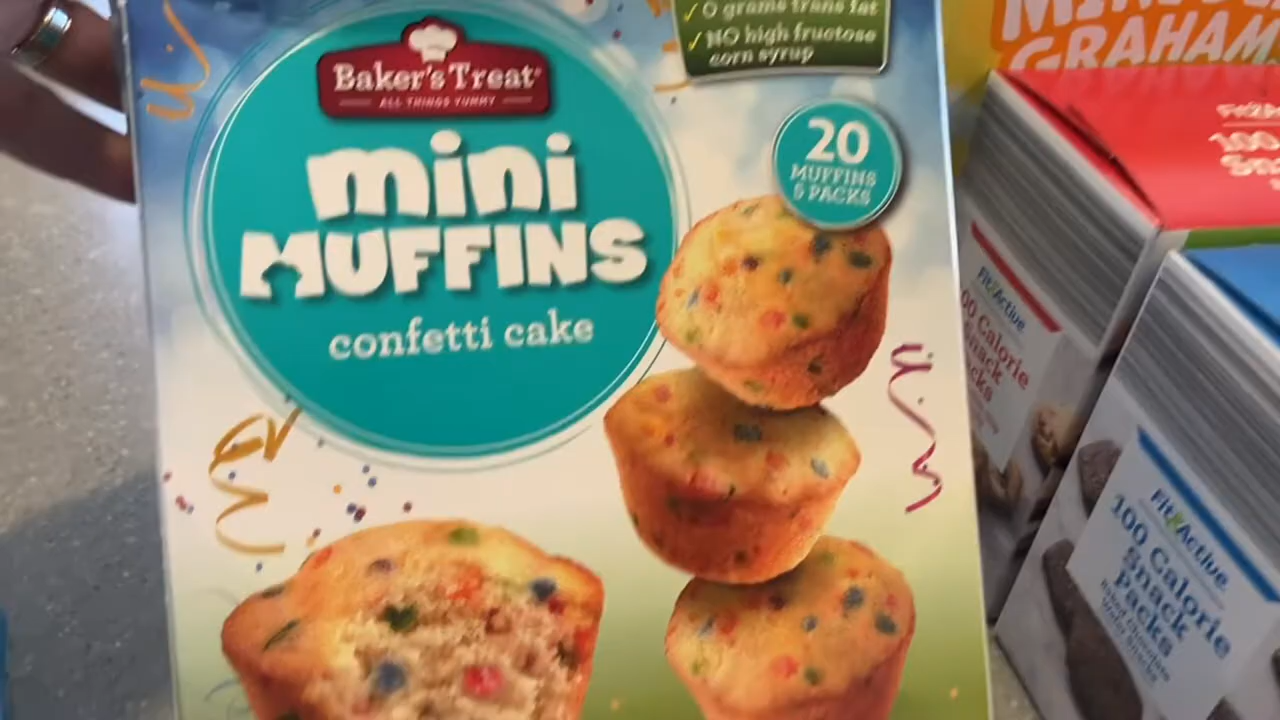 ✓ 0 grams trans fat
✓ NO high fructose
corn syrup
Baker's Treat®
ALL THINGS YUMMY
mini
MUFFINS
confetti cake
20
MUFFINS
5 PACKS
GRAHAM
100
Fit&Active
00 Calorie
Snack
Packs
Fit&Active
100 Calorie
Snack
Packs